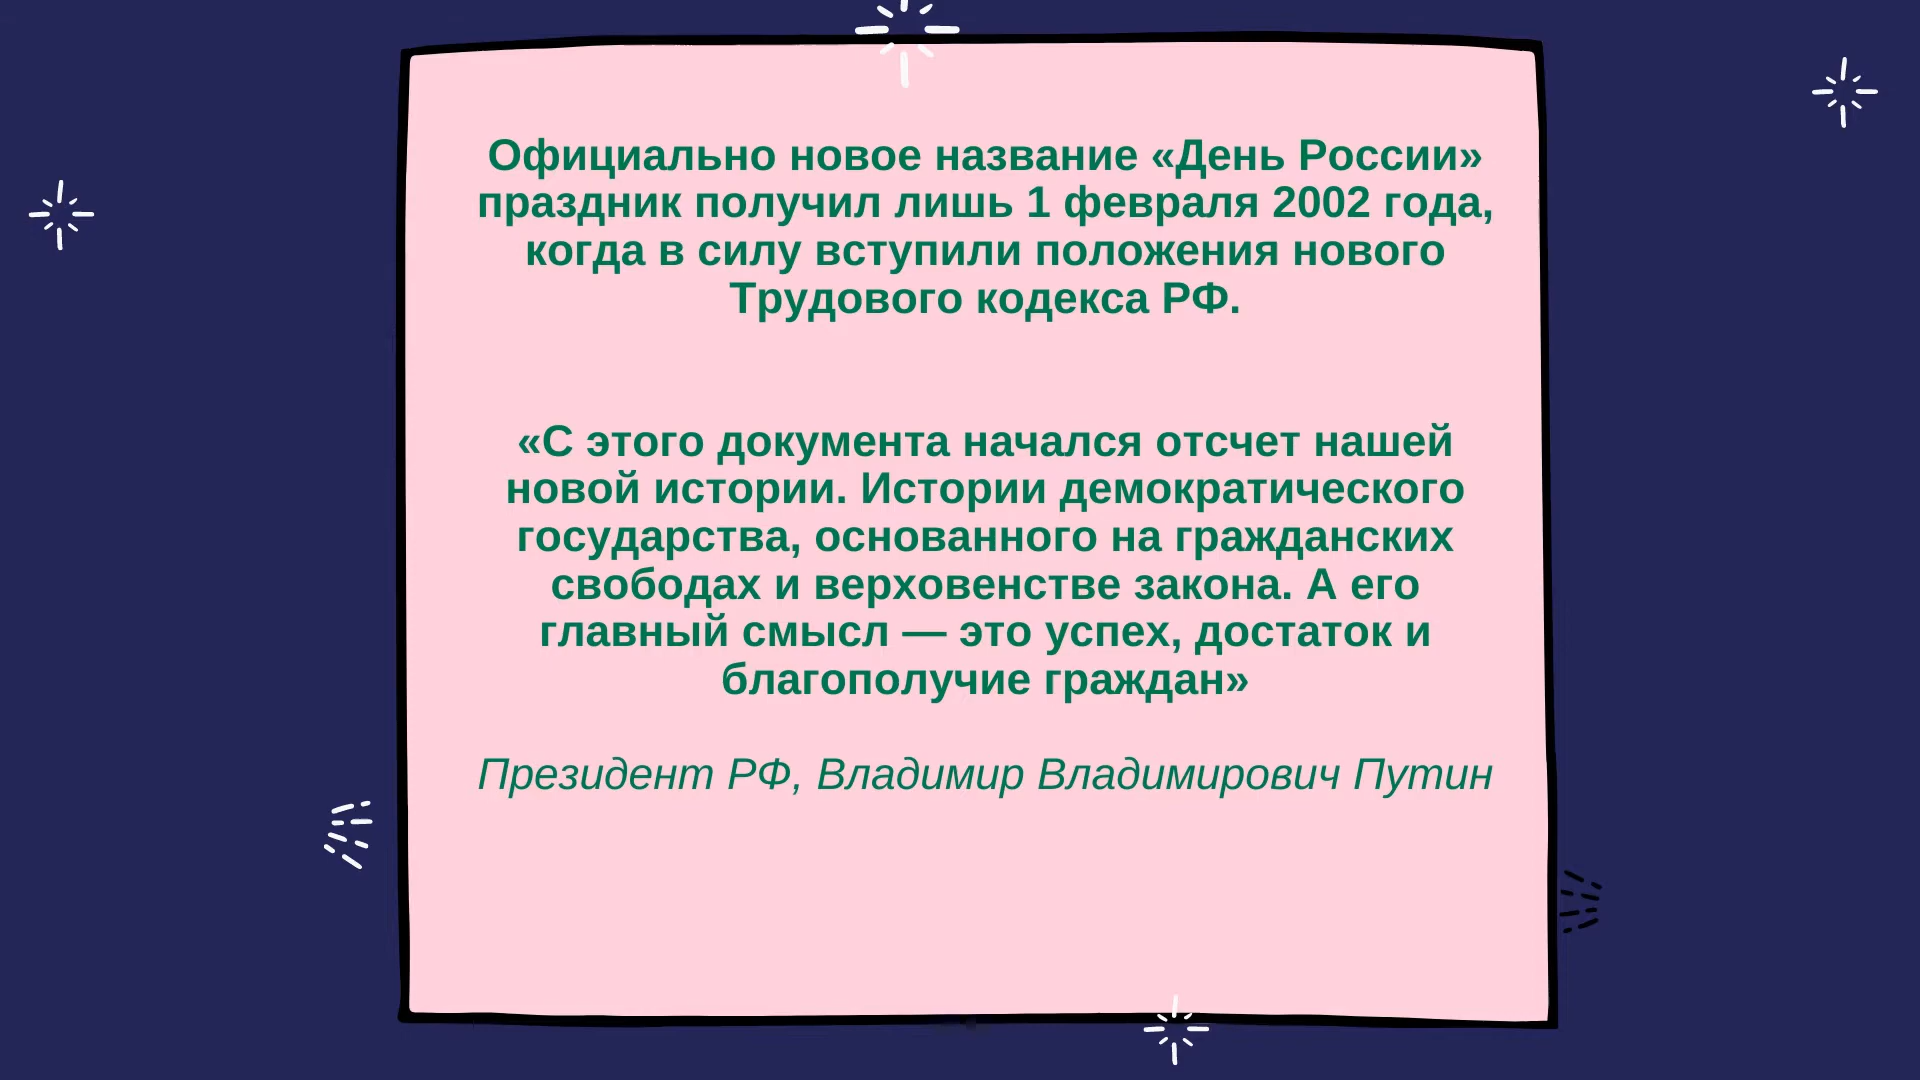 Официально новое название «День России»
праздник получил лишь 1 февраля 2002 года,
когда в силу вступили положения нового
Трудового кодекса РФ.
«С этого документа начался отсчет нашей
новой истории. Истории демократического
государства, основанного на гражданских
свободах и верховенстве закона. А его
главный смысл — это успех, достаток и
благополучие граждан»
Президент РФ, Владимир Владимирович Путин